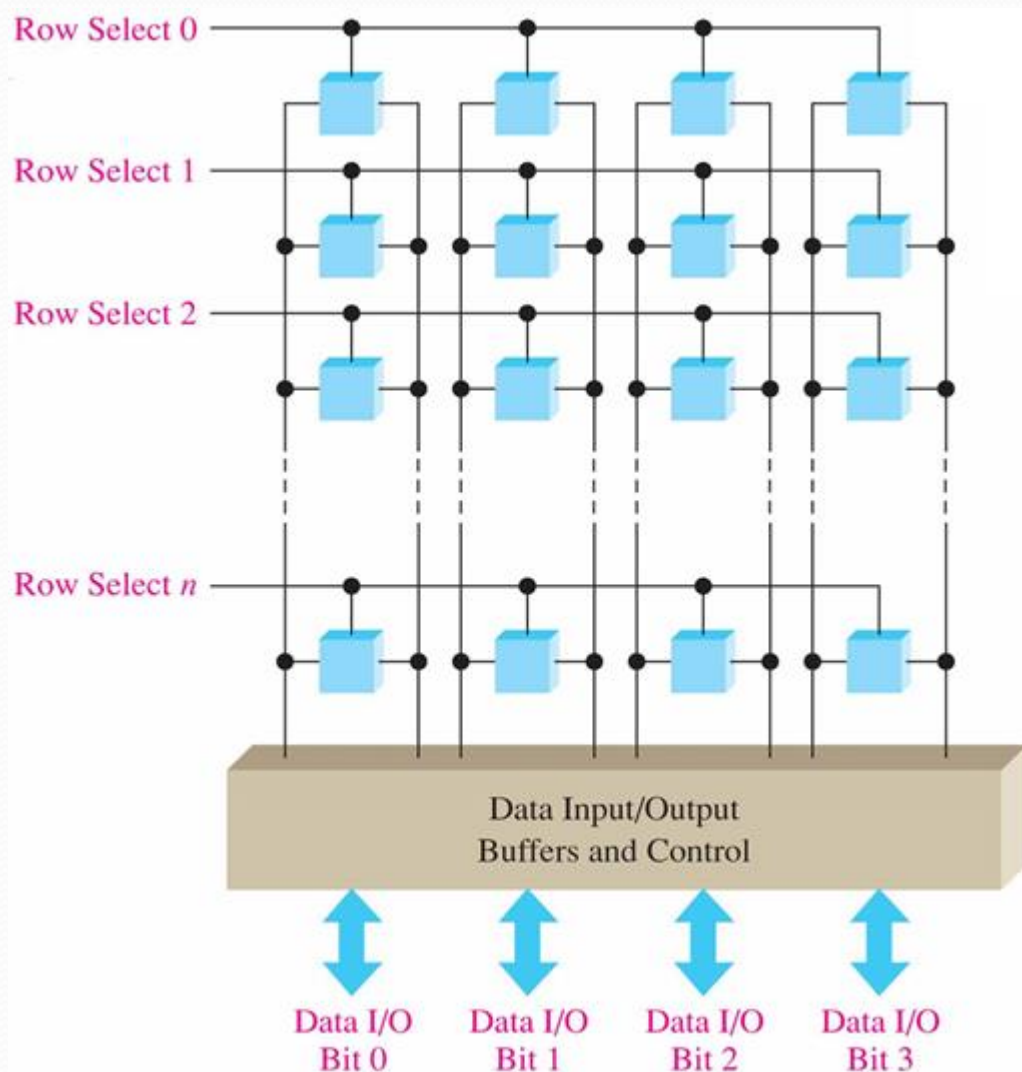 Row Select 0
Row Select 1
Row Select 2
Row Select n
Data Input/Output
Buffers and Control
Data I/O Data I/O Data I/O Data I/O
Bit 0 Bit 1 Bit 2 Bit 3